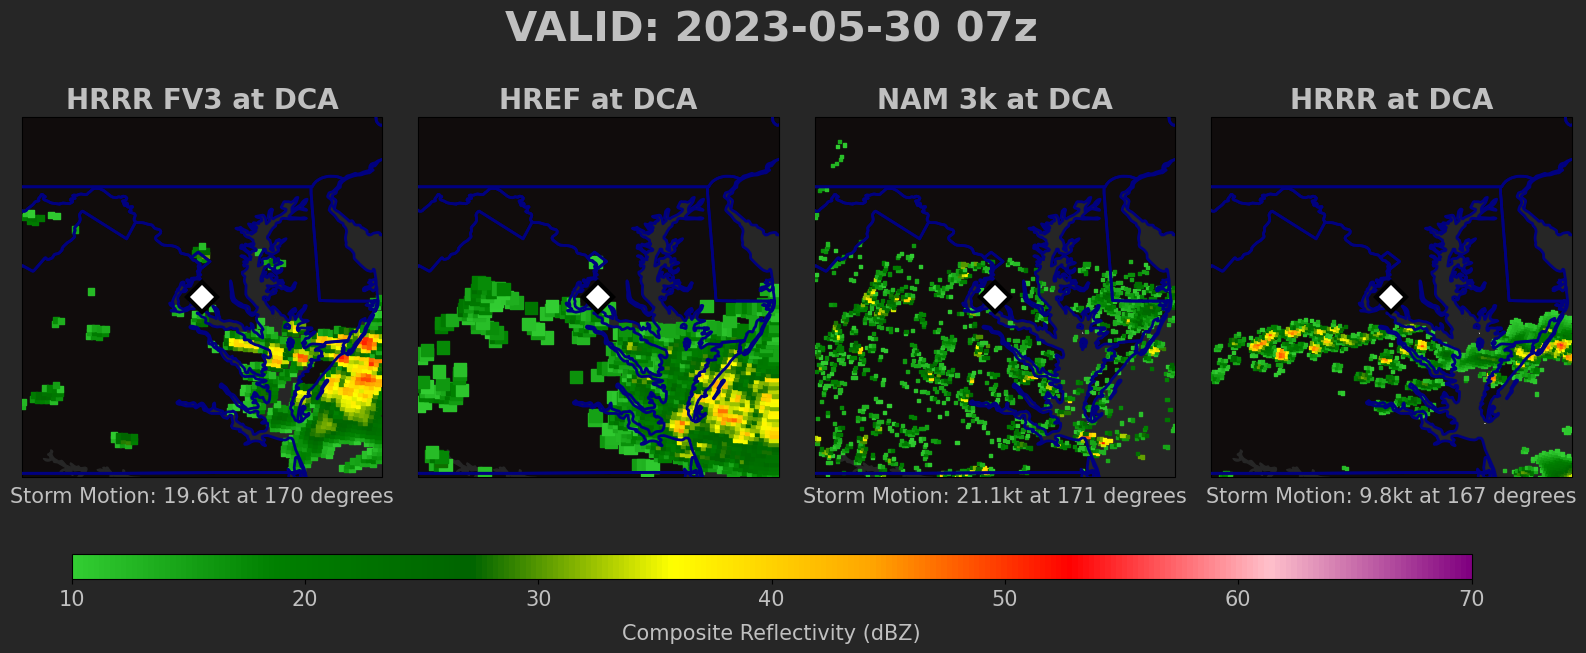 VALID: 2023-05-30 07z
HRRR FV3 at DCA
HREF at DCA
NAM 3k at DCA
HRRR at DCA
Storm Motion: 19.6kt at 170 degrees
Storm Motion: 21.1kt at 171 degrees
Storm Motion: 9.8kt at 167 degrees
10 20 30 40 50 60 70
Composite Reflectivity (dBZ)